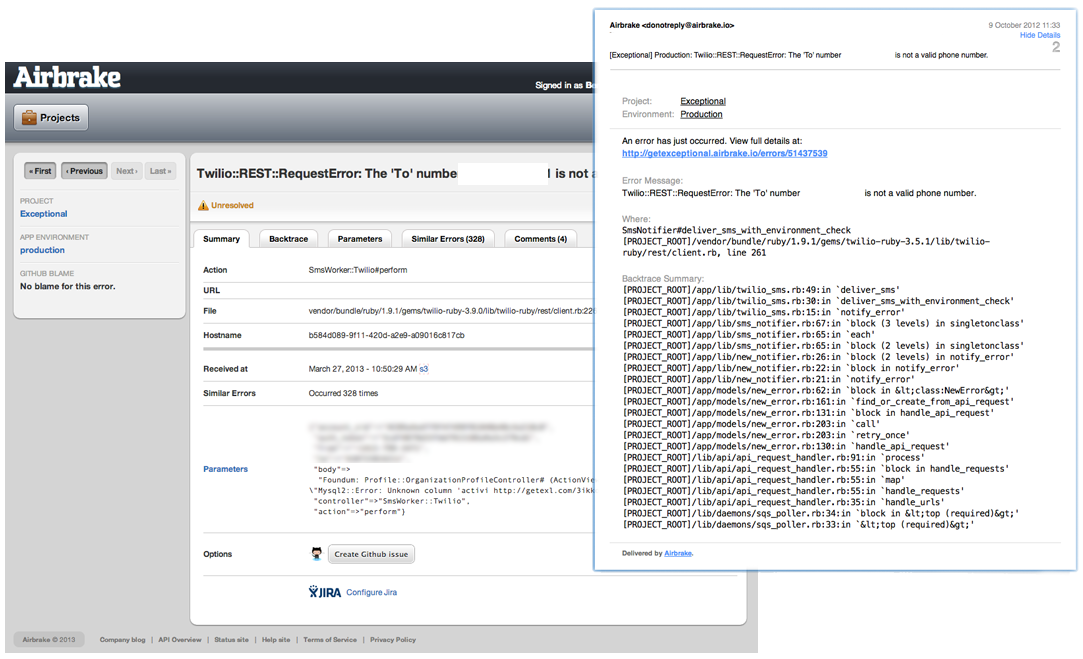 Airbrake
Signed in as Be
Projects
« First
‹ Previous
Next ›
Last »
PROJECT
Exceptional
APP ENVIRONMENT
production
GITHUB BLAME
No blame for this error.
Twilio::REST::RequestError: The 'To' number is not a
Unresolved
Summary
Backtrace
Parameters
Similar Errors (328)
Comments (4)
Action SmsWorker::Twilio#perform
URL
File vendor/bundle/ruby/1.9.1/gems/twilio-ruby-3.9.0/lib/twilio-ruby/rest/client.rb:22
Hostname b584d089-9f11-420d-a2e9-a09016c817cb
Received at March 27, 2013 - 10:50:29 AM s3
Similar Errors Occurred 328 times
Parameters
"body"=>
"Foundum: Profile::OrganizationProfileController# (ActionVie
\"Mysql2::Error: Unknown column 'activi http://getexl.com/3ikk
"controller"=>"SmsWorker::Twilio",
"action"=>"perform"}
Options Create Github issue
JIRA Configure Jira
Airbrake © 2013
Company blog | API Overview | Status site | Help site | Terms of Service | Privacy Policy
Airbrake <donotreply@airbrake.io>
9 October 2012 11:33
Hide Details
2
[Exceptional] Production: Twilio::REST::RequestError: The 'To' number is not a valid phone number.
Project: Exceptional
Environment: Production
An error has just occurred. View full details at:
http://getexceptional.airbrake.io/errors/51437539
Error Message:
Twilio::REST::RequestError: The 'To' number is not a valid phone number.
Where:
SmsNotifier#deliver_sms_with_environment_check
[PROJECT_ROOT]/vendor/bundle/ruby/1.9.1/gems/twilio-ruby-3.5.1/lib/twilio-
ruby/rest/client.rb, line 261
Backtrace Summary:
[PROJECT_ROOT]/app/lib/twilio_sms.rb:49:in `deliver_sms'
[PROJECT_ROOT]/app/lib/twilio_sms.rb:30:in `deliver_sms_with_environment_check'
[PROJECT_ROOT]/app/lib/twilio_sms.rb:15:in `notify_error'
[PROJECT_ROOT]/app/lib/sms_notifier.rb:67:in `block (3 levels) in singletonclass'
[PROJECT_ROOT]/app/lib/sms_notifier.rb:65:in `each'
[PROJECT_ROOT]/app/lib/sms_notifier.rb:65:in `block (2 levels) in singletonclass'
[PROJECT_ROOT]/app/lib/new_notifier.rb:26:in `block (2 levels) in notify_error'
[PROJECT_ROOT]/app/lib/new_notifier.rb:22:in `block in notify_error'
[PROJECT_ROOT]/app/lib/new_notifier.rb:21:in `notify_error'
[PROJECT_ROOT]/app/models/new_error.rb:62:in `block in &lt;class:NewError&gt;'
[PROJECT_ROOT]/app/models/new_error.rb:161:in `find_or_create_from_api_request'
[PROJECT_ROOT]/app/models/new_error.rb:131:in `block in handle_api_request'
[PROJECT_ROOT]/app/models/new_error.rb:203:in `call'
[PROJECT_ROOT]/app/models/new_error.rb:203:in `retry_once'
[PROJECT_ROOT]/app/models/new_error.rb:130:in `handle_api_request'
[PROJECT_ROOT]/lib/api/api_request_handler.rb:91:in `process'
[PROJECT_ROOT]/lib/api/api_request_handler.rb:55:in `block in handle_requests'
[PROJECT_ROOT]/lib/api/api_request_handler.rb:55:in `map'
[PROJECT_ROOT]/lib/api/api_request_handler.rb:55:in `handle_requests'
[PROJECT_ROOT]/lib/api/api_request_handler.rb:35:in `handle_urls'
[PROJECT_ROOT]/lib/daemons/sqs_poller.rb:34:in `block in &lt;top (required)&gt;'
[PROJECT_ROOT]/lib/daemons/sqs_poller.rb:33:in `&lt;top (required)&gt;'
Delivered by Airbrake.